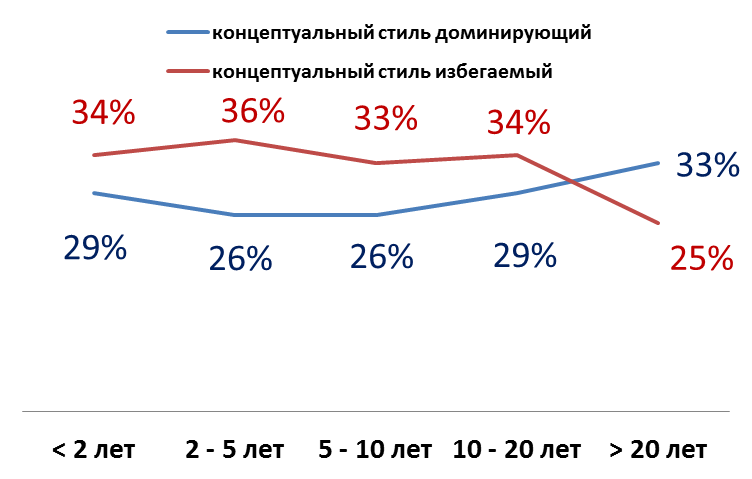 концептуальный стиль доминирующий
концептуальный стиль избегаемый
34% 36% 33% 34% 33%
29% 26% 26% 29% 25%
< 2 лет 2 - 5 лет 5 - 10 лет 10 - 20 лет > 20 лет